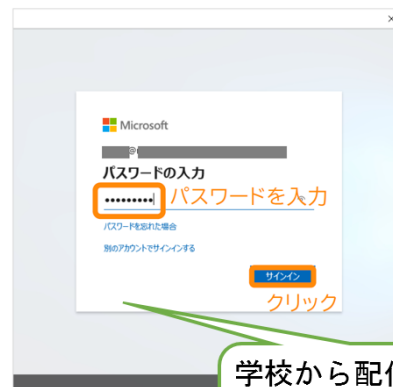 ×
Microsoft
@
パスワードの入力
•••••••••
パスワードを入力
パスワードを忘れた場合
別のアカウントでサインインする
サインイン
クリック
学校から配